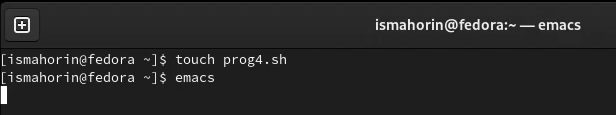 ismahorin@fedora:~ — emacs
[ismahorin@fedora ~]$ touch prog4.sh
[ismahorin@fedora ~]$ emacs